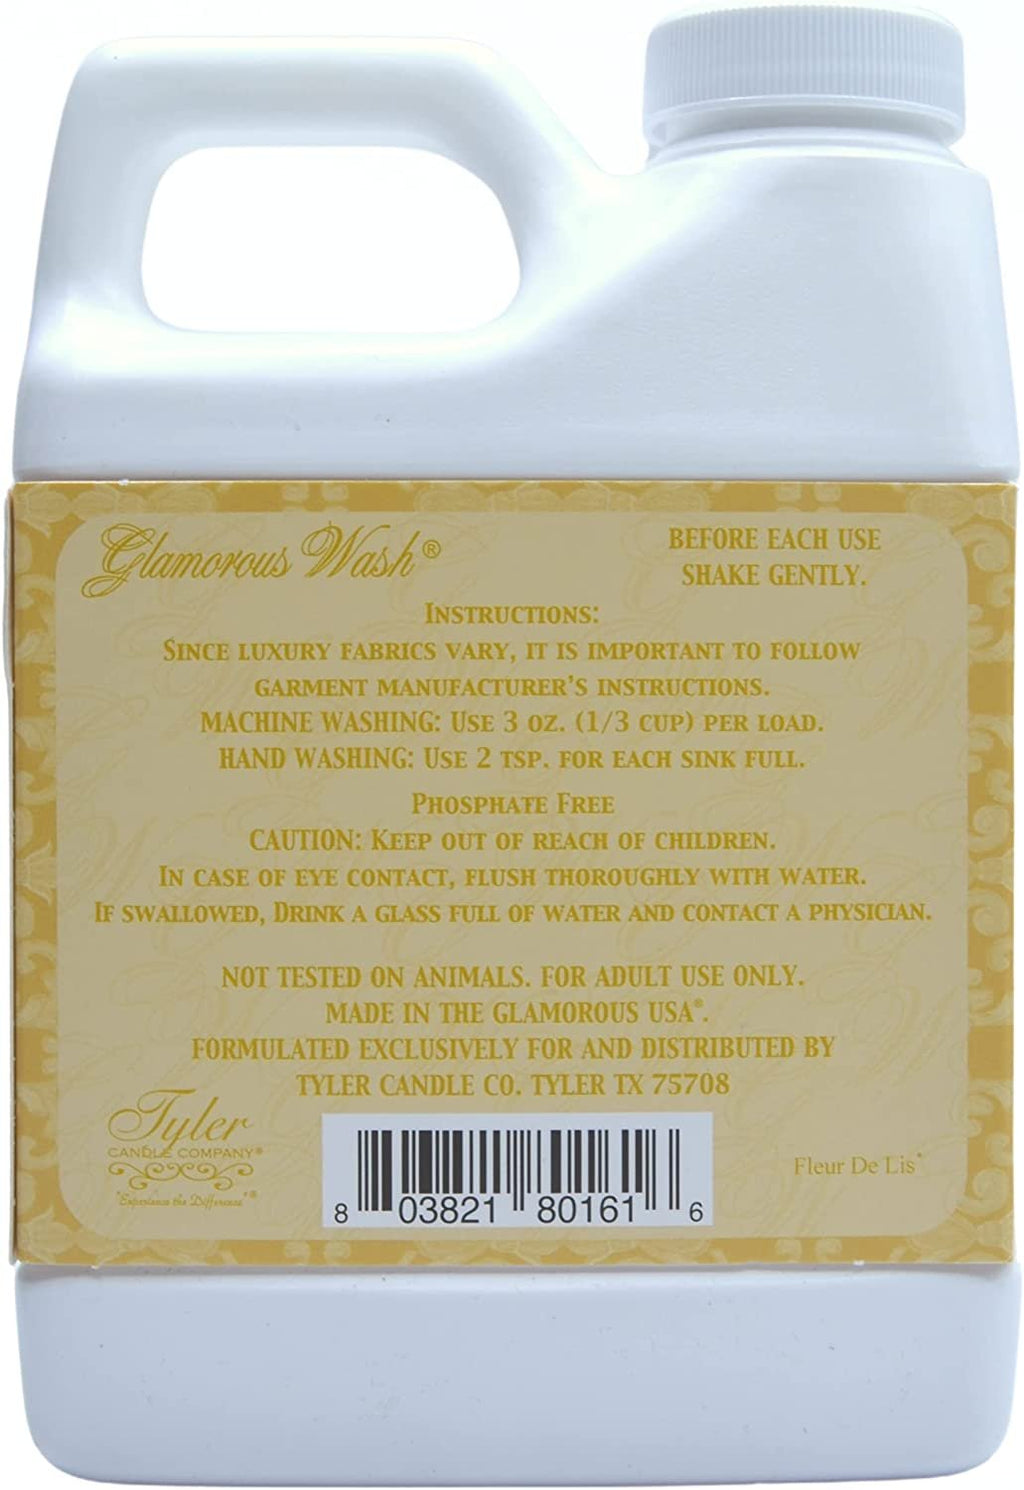 Glamorous Wash®
BEFORE EACH USE
SHAKE GENTLY.
INSTRUCTIONS:
SINCE LUXURY FABRICS VARY, IT IS IMPORTANT TO FOLLOW
GARMENT MANUFACTURER'S INSTRUCTIONS.
MACHINE WASHING: USE 3 OZ. (1/3 CUP) PER LOAD.
HAND WASHING: USE 2 TSP. FOR EACH SINK FULL.
PHOSPHATE FREE
CAUTION: KEEP OUT OF REACH OF CHILDREN.
IN CASE OF EYE CONTACT, FLUSH THOROUGHLY WITH WATER.
IF SWALLOWED, DRINK A GLASS FULL OF WATER AND CONTACT A PHYSICIAN.
NOT TESTED ON ANIMALS. FOR ADULT USE ONLY.
MADE IN THE GLAMOROUS USA®.
FORMULATED EXCLUSIVELY FOR AND DISTRIBUTED BY
TYLER CANDLE CO. TYLER TX 75708
Tyler
CANDLE COMPANY®
"Experience the Difference"®
8 03821 80161 6
Fleur De Lis®